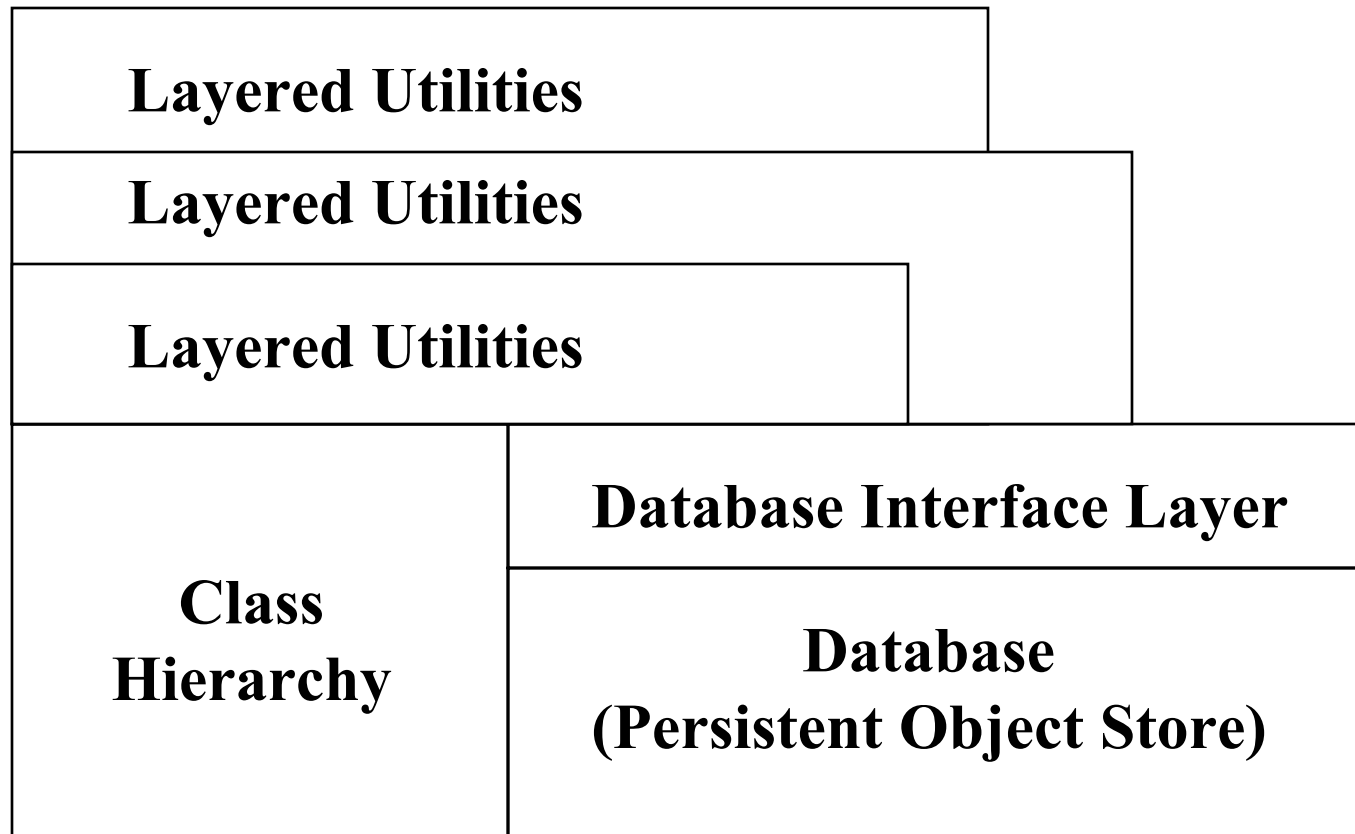 Layered Utilities
Layered Utilities
Layered Utilities
Database Interface Layer
Class
Hierarchy
Database
(Persistent Object Store)